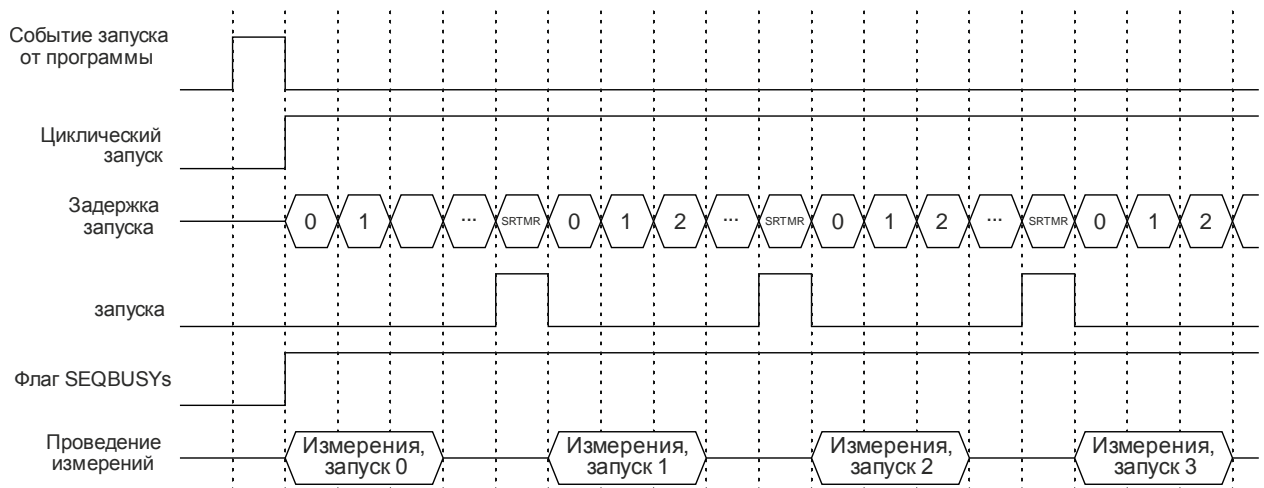 Событие запуска
от программы
Циклический
запуск
Задержка
запуска
0 1 ... SRTMR 0 1 2 ... SRTMR 0 1 2 ... SRTMR 0 1 2
запуска
Флаг SEQBUSYs
Проведение
измерений
Измерения,
запуск 0
Измерения,
запуск 1
Измерения,
запуск 2
Измерения,
запуск 3